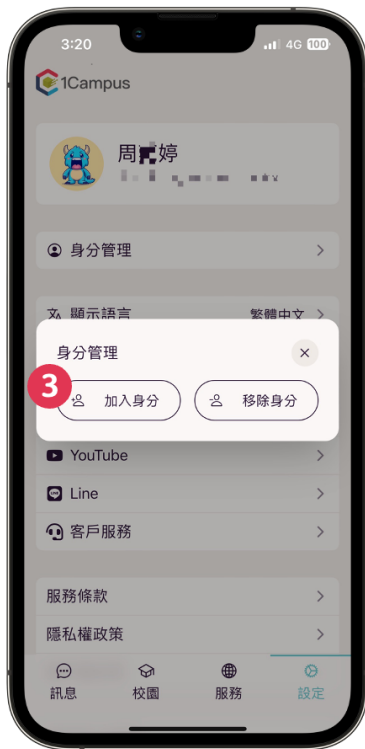 3:20
4G 100
1Campus
周 婷
身分管理
顯示語言 繁體中文
身分管理
3
加入身分 移除身分
YouTube
Line
客戶服務
服務條款
隱私權政策
訊息 校園 服務 設定